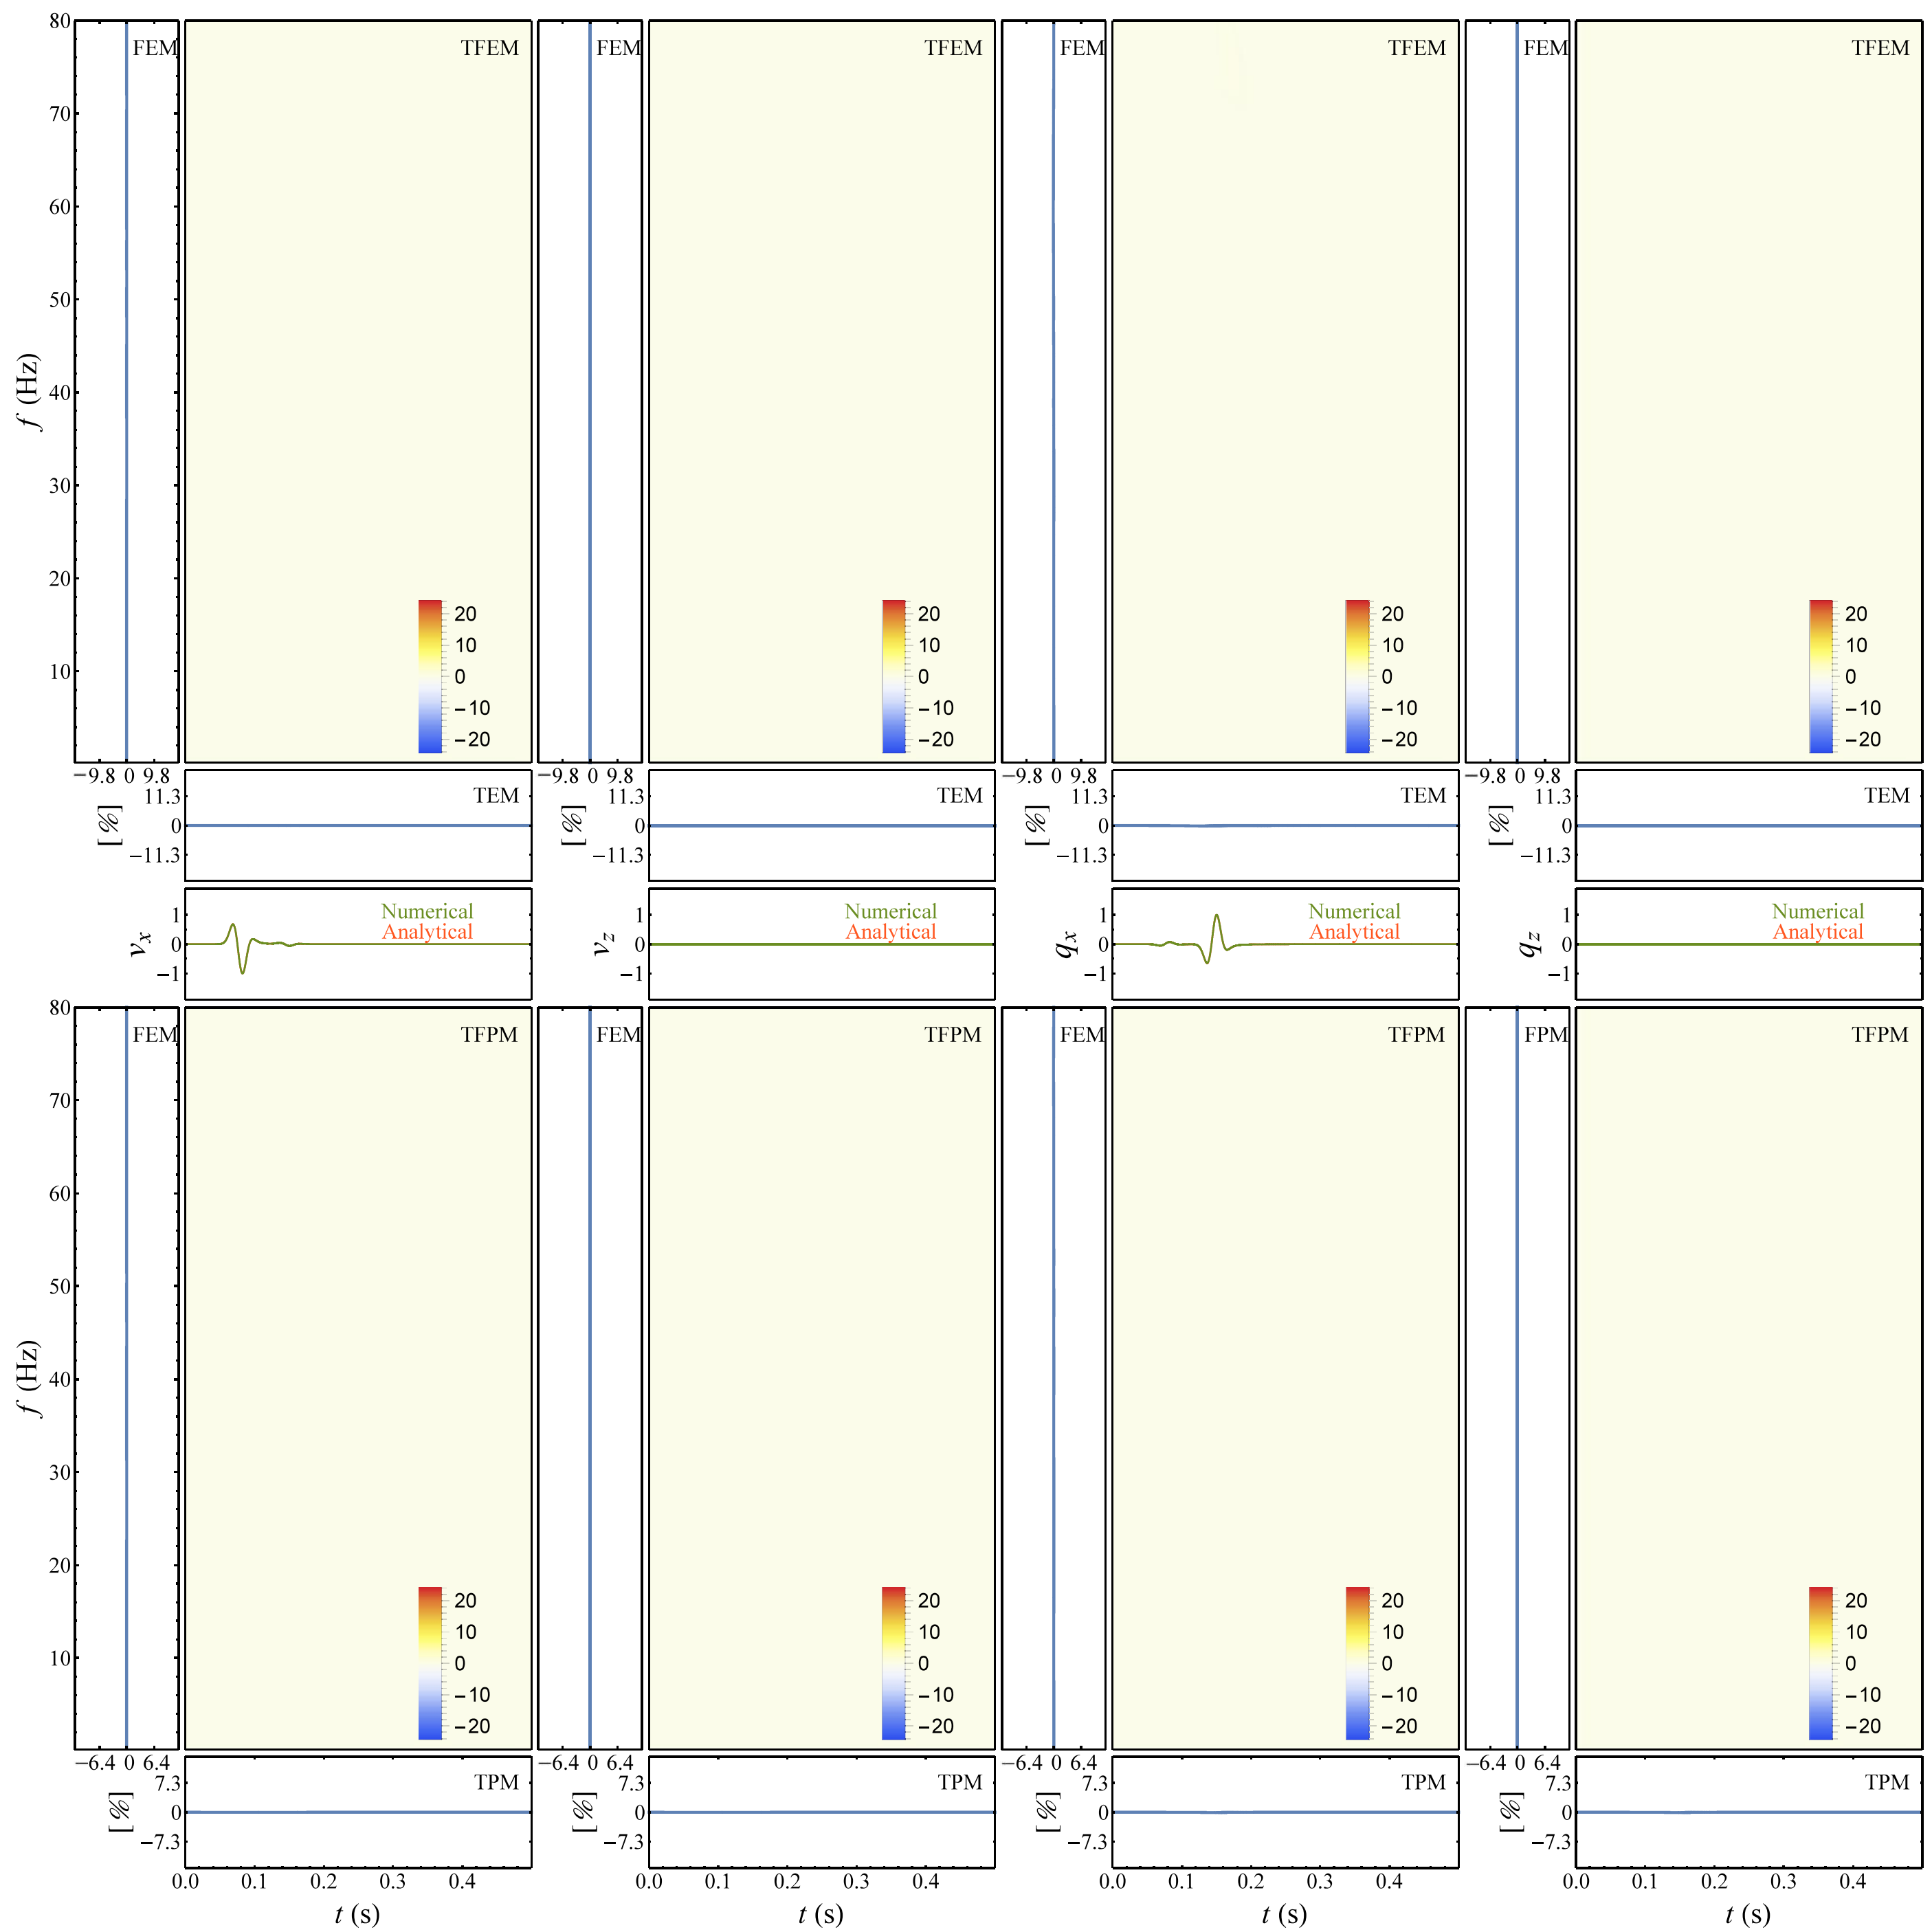 80 FEM TFEM FEM TFEM FEM TFEM FEM TFEM
70
60
50
f (Hz)
40
30
20
20 20 20 20
10 10 10 10 10
0 0 0 0
−10 −10 −10 −10
−20 −20 −20 −20
−9.8 0 9.8 −9.8 0 9.8 −9.8 0 9.8 −9.8 0 9.8
[%] 11.3 TEM [%] 11.3 TEM [%] 11.3 TEM [%] 11.3 TEM
0 0 0 0
−11.3 −11.3 −11.3 −11.3
1 Numerical 1 Numerical 1 Numerical 1 Numerical
vx 0 Analytical vz 0 Analytical qx 0 Analytical qz 0 Analytical
−1 −1 −1 −1
80 FEM TFPM FEM TFPM FEM TFPM FPM TFPM
70
60
50
f (Hz)
40
30
20
20 20 20 20
10 10 10 10 10
0 0 0 0
−10 −10 −10 −10
−20 −20 −20 −20
−6.4 0 6.4 −6.4 0 6.4 −6.4 0 6.4 −6.4 0 6.4
[%] 7.3 TPM [%] 7.3 TPM [%] 7.3 TPM [%] 7.3 TPM
0 0 0 0
−7.3 −7.3 −7.3 −7.3
0.0 0.1 0.2 0.3 0.4 0.0 0.1 0.2 0.3 0.4 0.0 0.1 0.2 0.3 0.4 0.0 0.1 0.2 0.3 0.4
t (s) t (s) t (s) t (s)